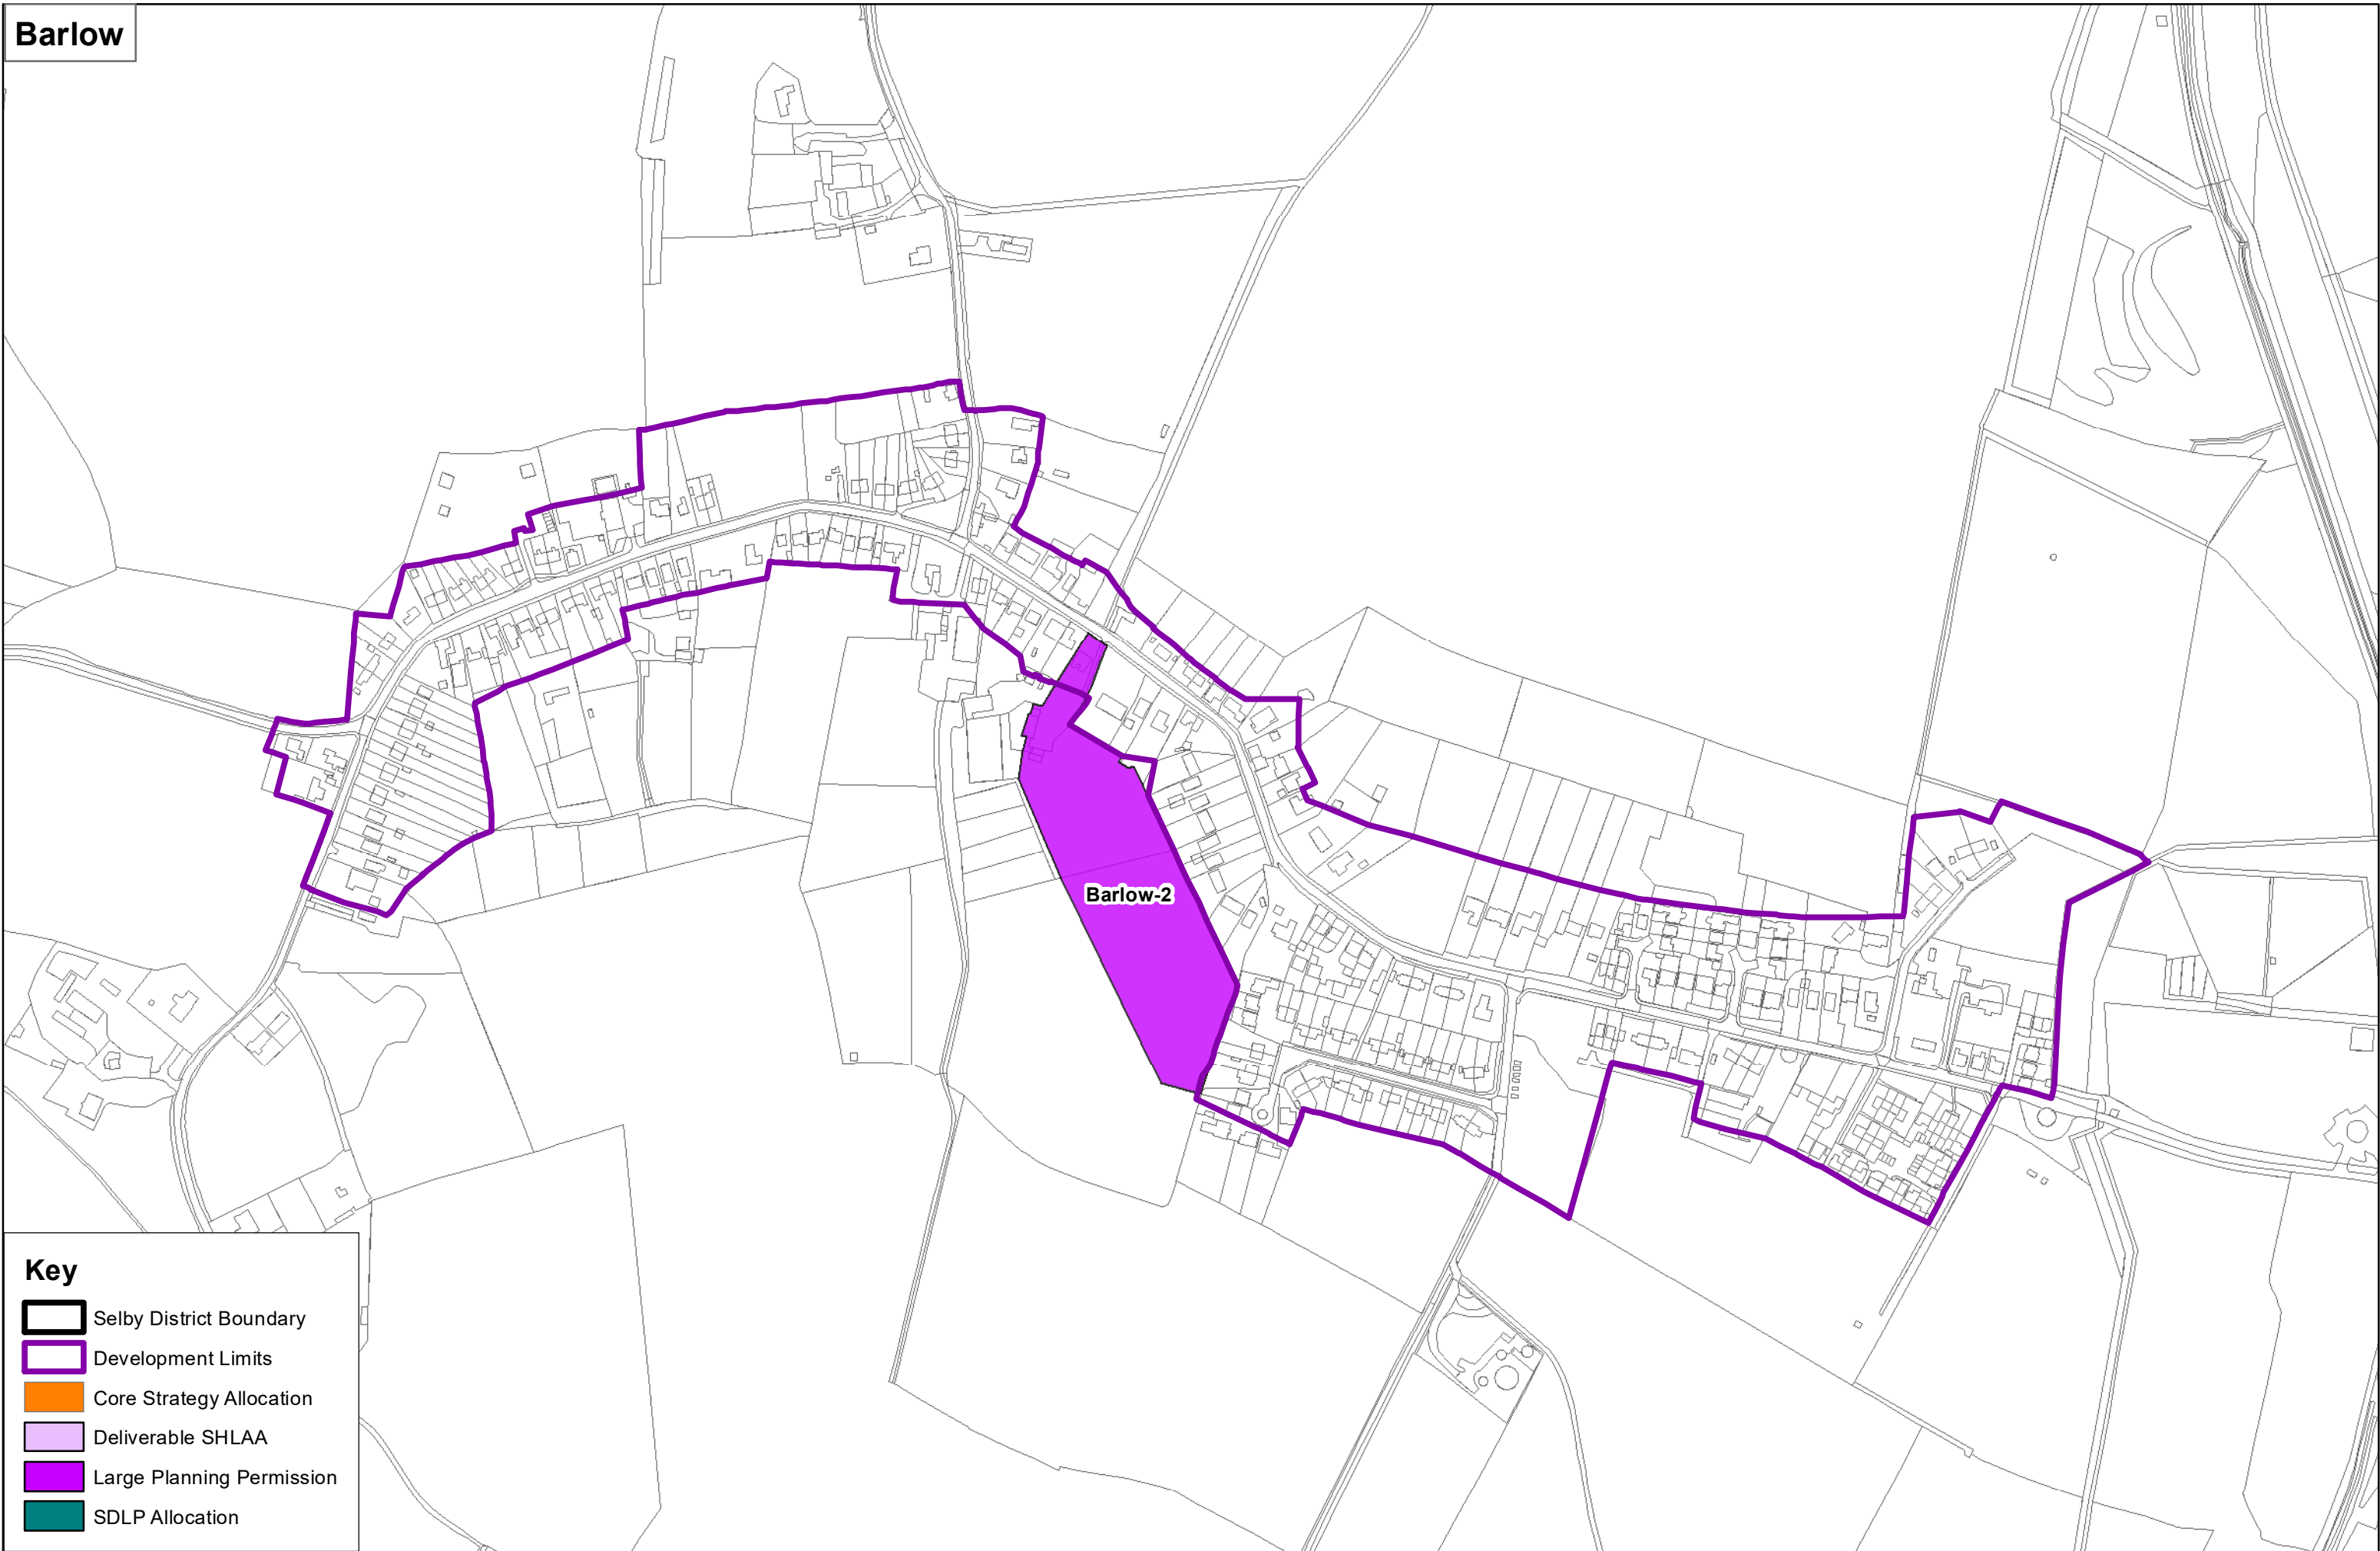 Barlow
Barlow-2
Key
Selby District Boundary
Development Limits
Core Strategy Allocation
Deliverable SHLAA
Large Planning Permission
SDLP Allocation